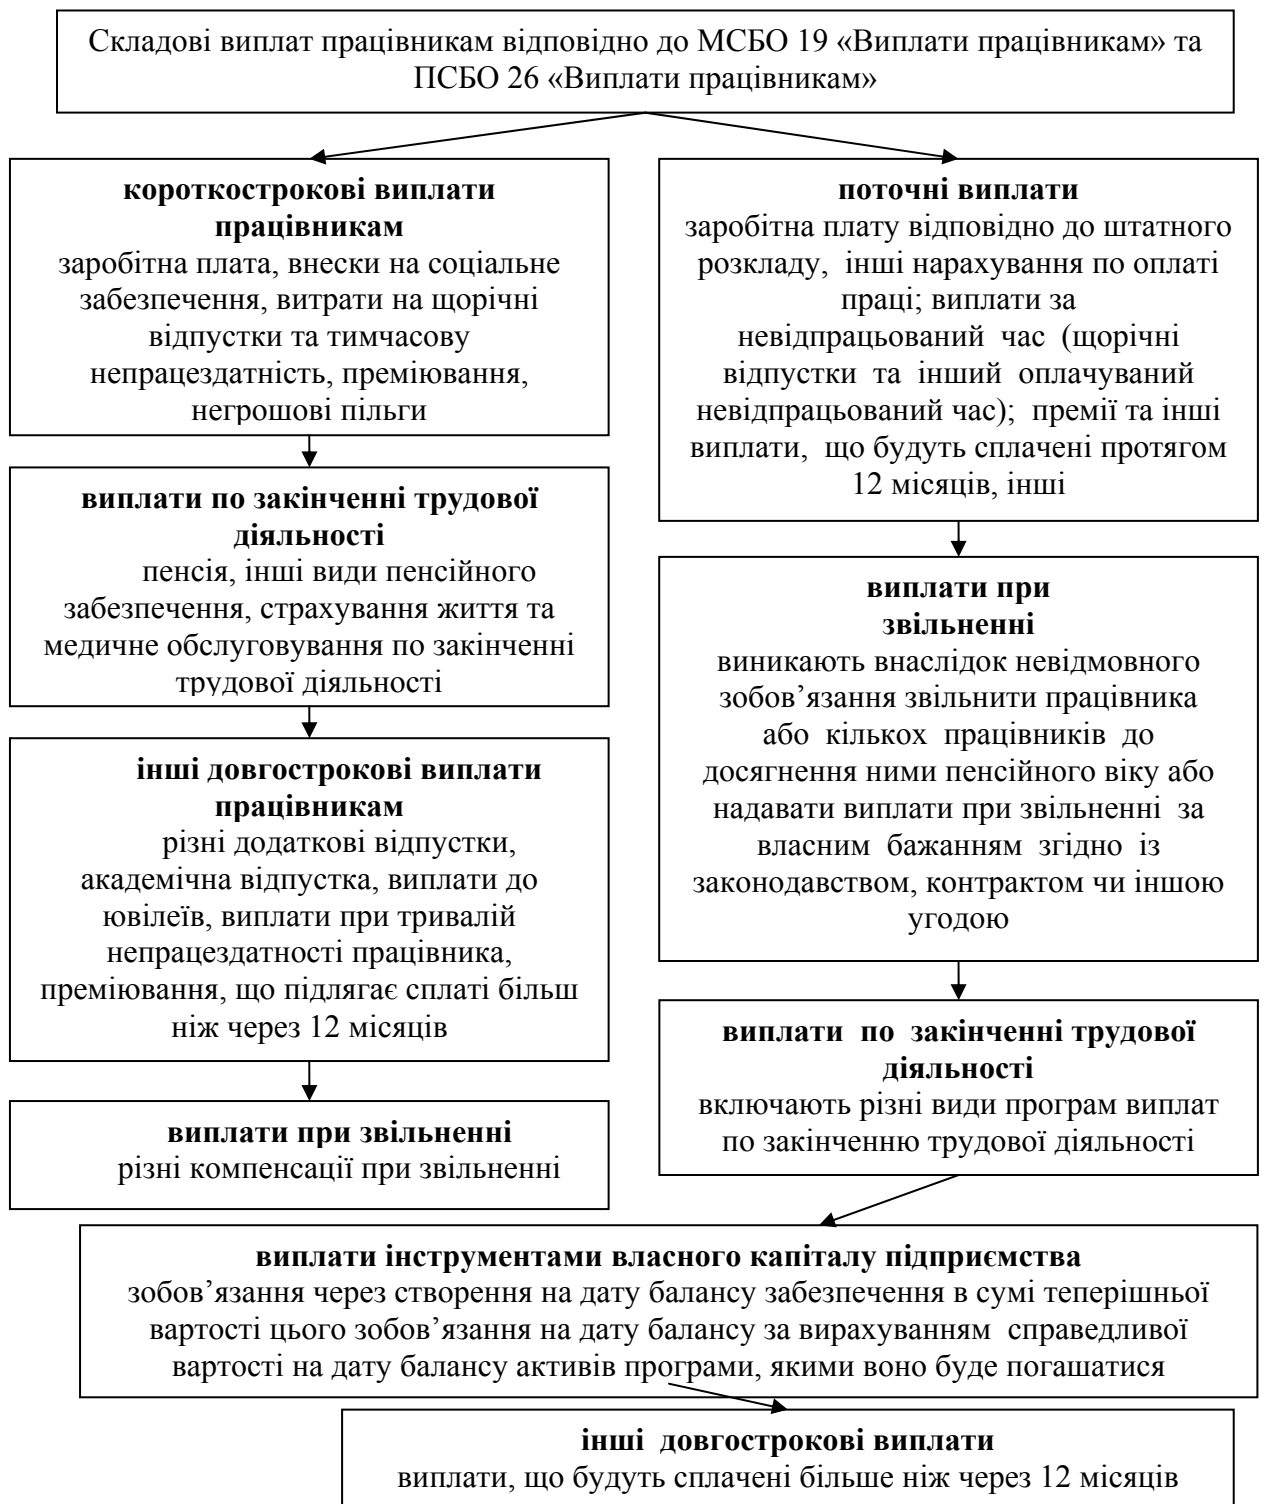 Складові виплат працівникам відповідно до МСБО 19 «Виплати працівникам» та
ПСБО 26 «Виплати працівникам»
короткострокові виплати
працівникам
заробітна плата, внески на соціальне
забезпечення, витрати на щорічні
відпустки та тимчасову
непрацездатність, преміювання,
негрошові пільги
виплати по закінченні трудової
діяльності
пенсія, інші види пенсійного
забезпечення, страхування життя та
медичне обслуговування по закінченні
трудової діяльності
інші довгострокові виплати
працівникам
різні додаткові відпустки,
академічна відпустка, виплати до
ювілеїв, виплати при тривалій
непрацездатності працівника,
преміювання, що підлягає сплаті більш
ніж через 12 місяців
виплати при звільненні
різні компенсації при звільненні
поточні виплати
заробітна плату відповідно до штатного
розкладу, інші нарахування по оплаті
праці; виплати за
невідпрацьований час (щорічні
відпустки та інший оплачуваний
невідпрацьований час); премії та інші
виплати, що будуть сплачені протягом
12 місяців, інші
виплати при
звільненні
виникають внаслідок невідмовного
зобов’язання звільнити працівника
або кількох працівників до
досягнення ними пенсійного віку або
надавати виплати при звільненні за
власним бажанням згідно із
законодавством, контрактом чи іншою
угодою
виплати по закінченні трудової
діяльності
включають різні види програм виплат
по закінченню трудової діяльності
виплати інструментами власного капіталу підприємства
зобов’язання через створення на дату балансу забезпечення в сумі теперішньої
вартості цього зобов’язання на дату балансу за вирахуванням справедливої
вартості на дату балансу активів програми, якими воно буде погашатися
інші довгострокові виплати
виплати, що будуть сплачені більше ніж через 12 місяців